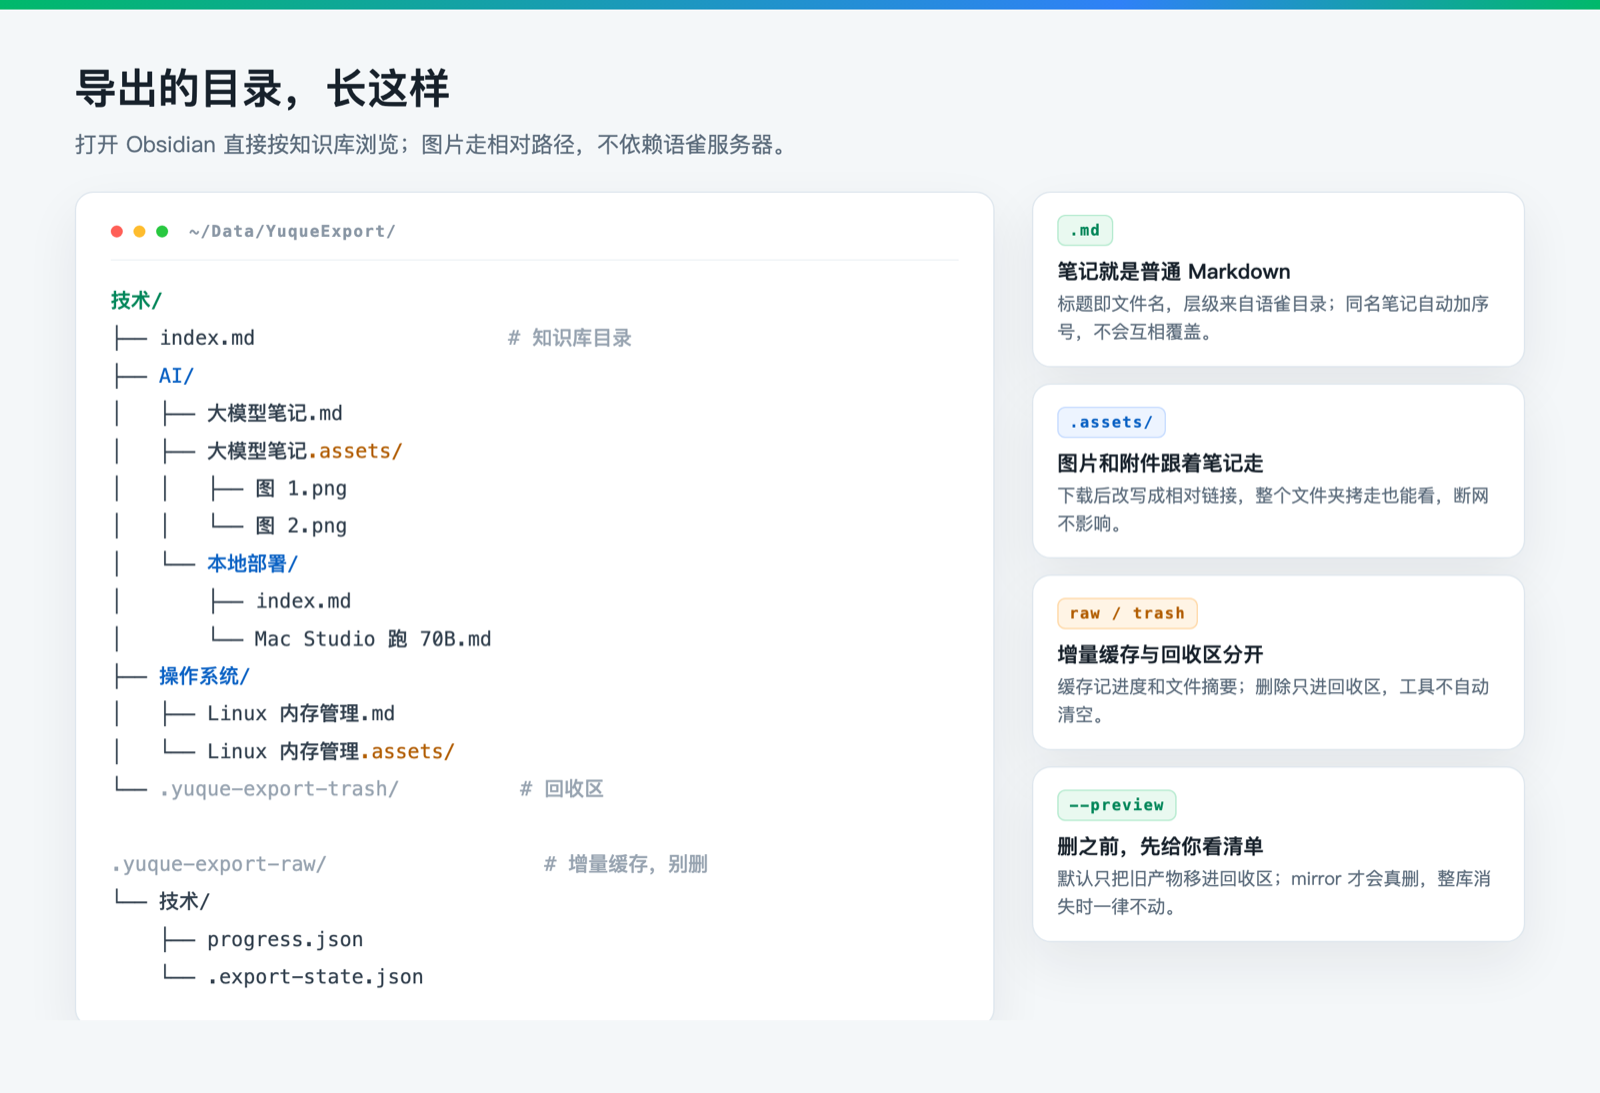 导出的目录，长这样
打开 Obsidian 直接按知识库浏览；图片走相对路径，不依赖语雀服务器。
~/Data/YuqueExport/
技术/
├── index.md # 知识库目录
├── AI/
│ ├── 大模型笔记.md
│ ├── 大模型笔记.assets/
│ │ ├── 图 1.png
│ │ └── 图 2.png
│ └── 本地部署/
│ ├── index.md
│ └── Mac Studio 跑 70B.md
├── 操作系统/
│ ├── Linux 内存管理.md
│ └── Linux 内存管理.assets/
└── .yuque-export-trash/ # 回收区
.yuque-export-raw/ # 增量缓存，别删
└── 技术/
├── progress.json
└── .export-state.json
.md
笔记就是普通 Markdown
标题即文件名，层级来自语雀目录；同名笔记自动加序
号，不会互相覆盖。
.assets/
图片和附件跟着笔记走
下载后改写成相对链接，整个文件夹拷走也能看，断网
不影响。
raw / trash
增量缓存与回收区分开
缓存记进度和文件摘要；删除只进回收区，工具不自动
清空。
--preview
删之前，先给你看清单
默认只把旧产物移进回收区；mirror 才会真删，整库消
失时一律不动。